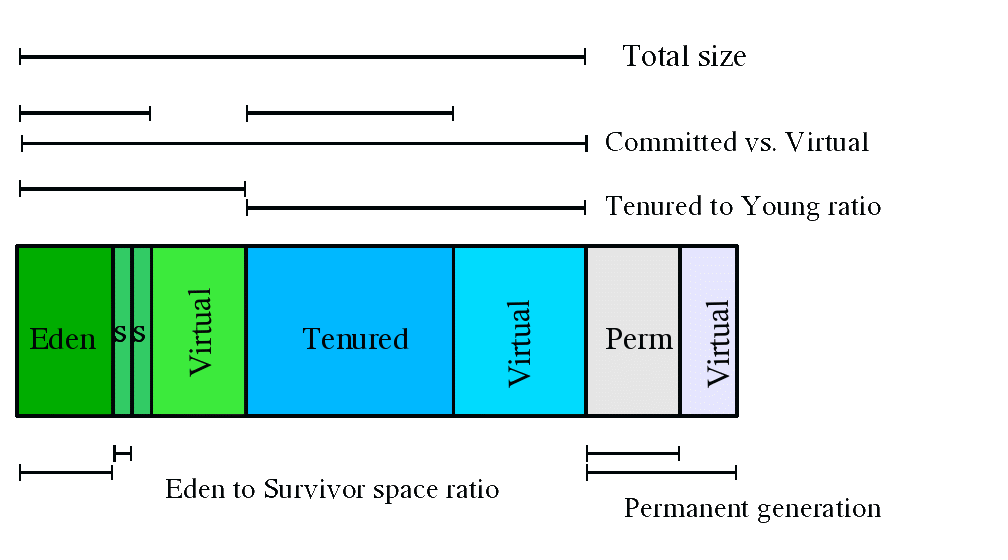 Total size
Committed vs. Virtual
Tenured to Young ratio
Eden
s
s
Virtual
Tenured
Virtual
Perm
Virtual
Eden to Survivor space ratio
Permanent generation